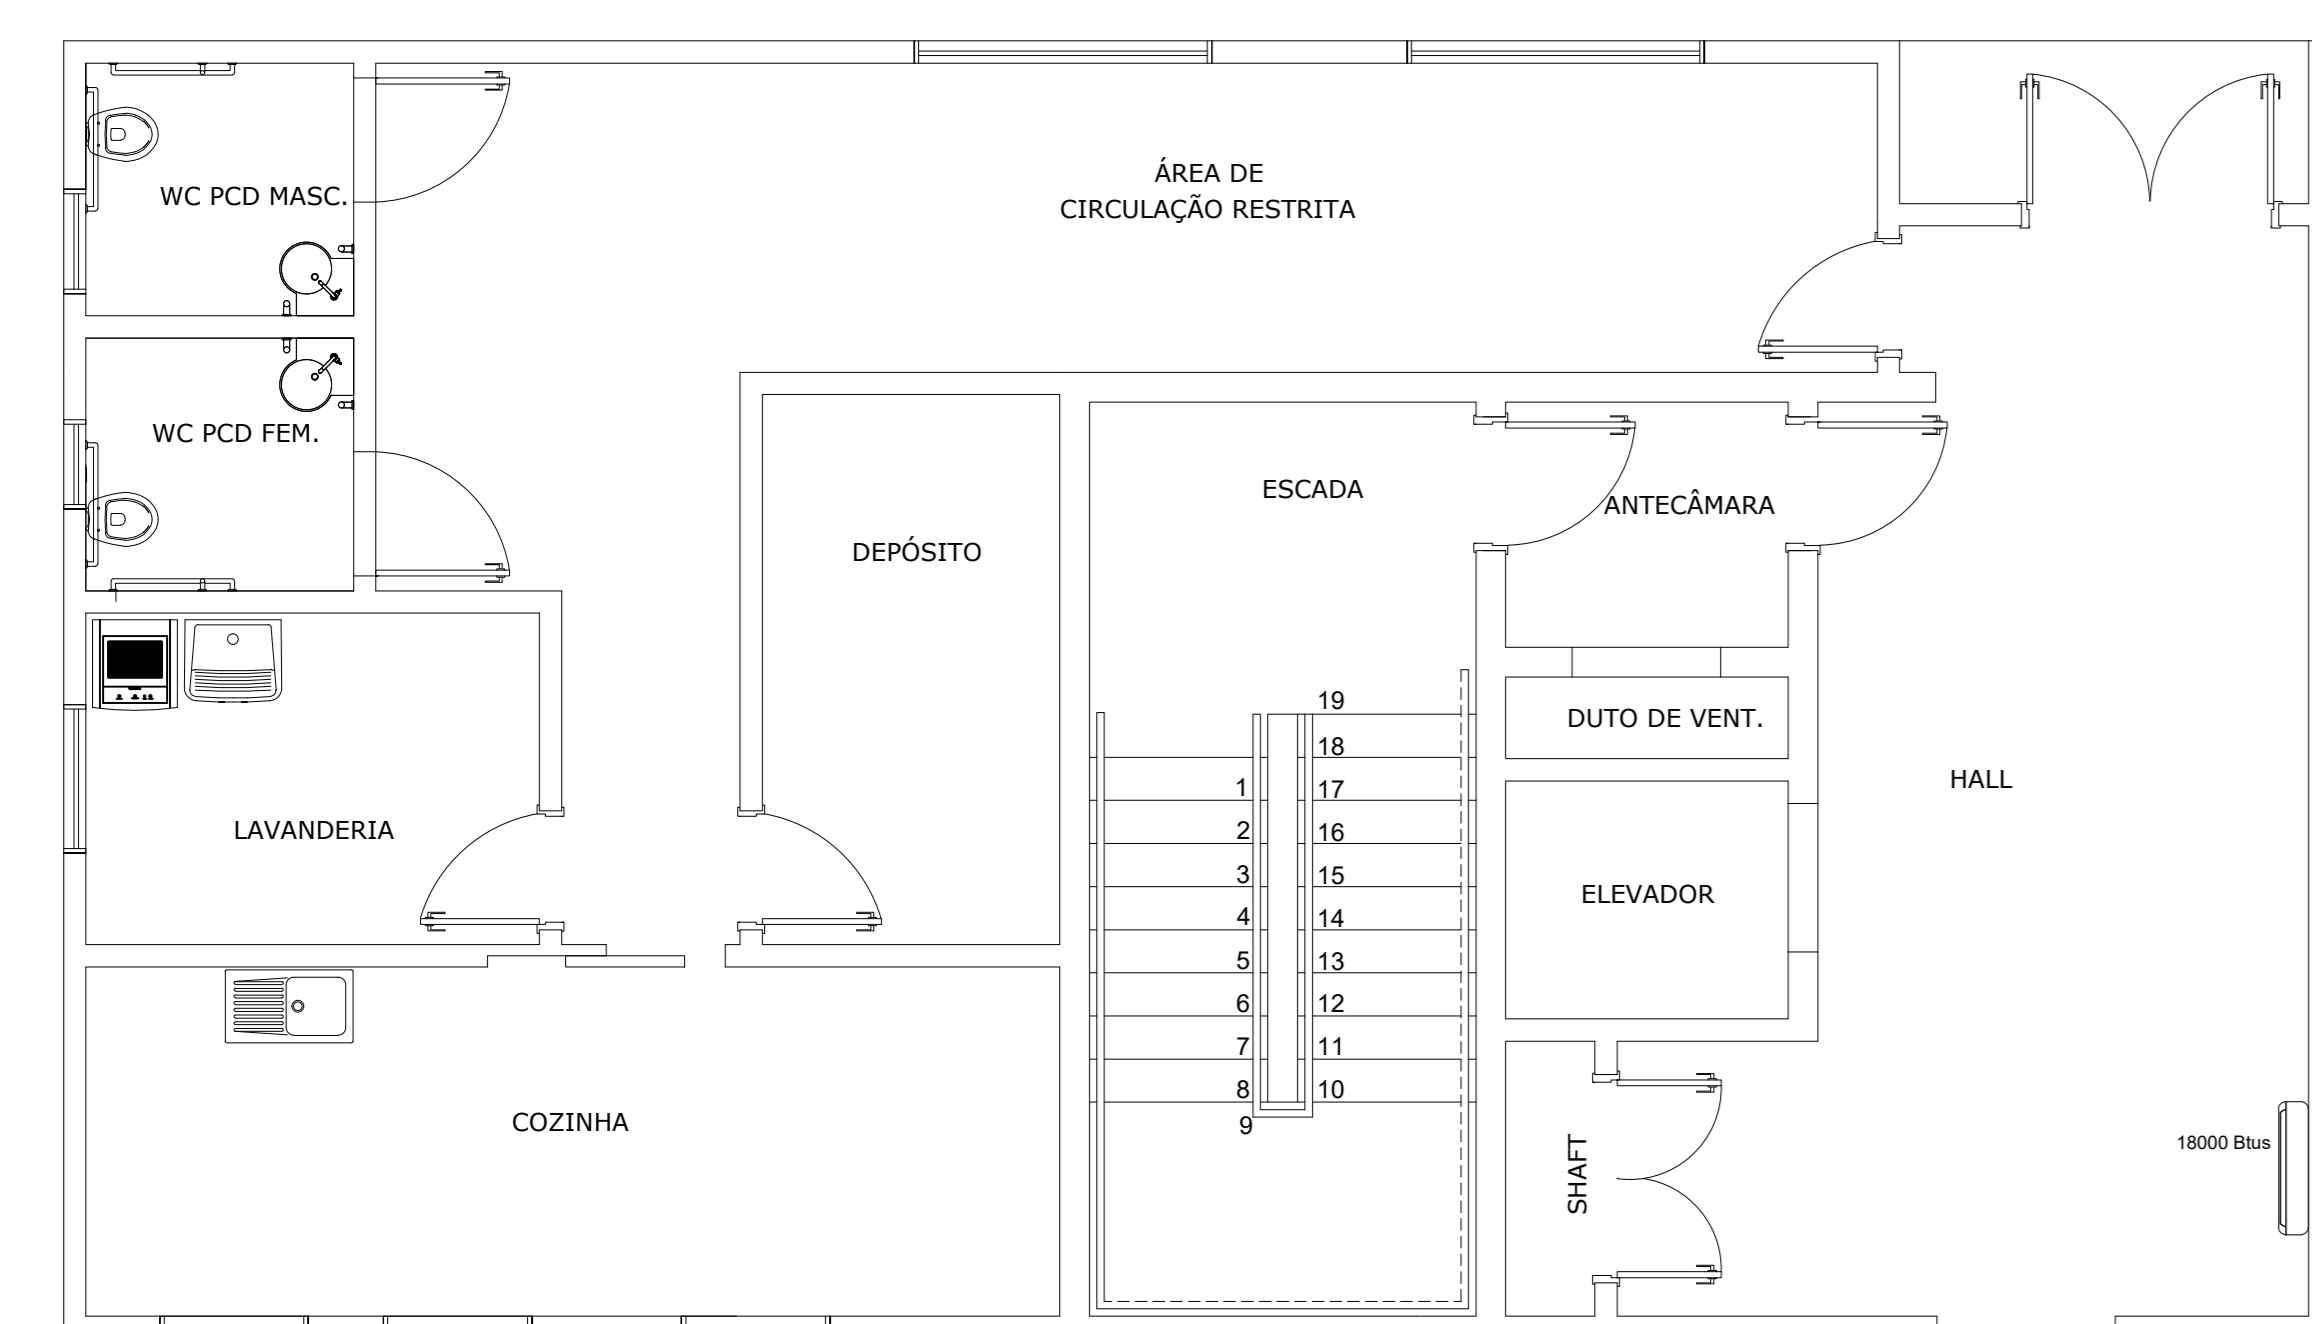 ÁREA DE
CIRCULAÇÃO RESTRITA
WC PCD MASC.
WC PCD FEM.
ESCADA
ANTECÂMARA
DEPÓSITO
19
DUTO DE VENT.
18
HALL
1
17
LAVANDERIA
2
16
3
15
ELEVADOR
4
14
5
13
6
12
7
11
8
10
COZINHA
9
18000 Btus
SHAFT